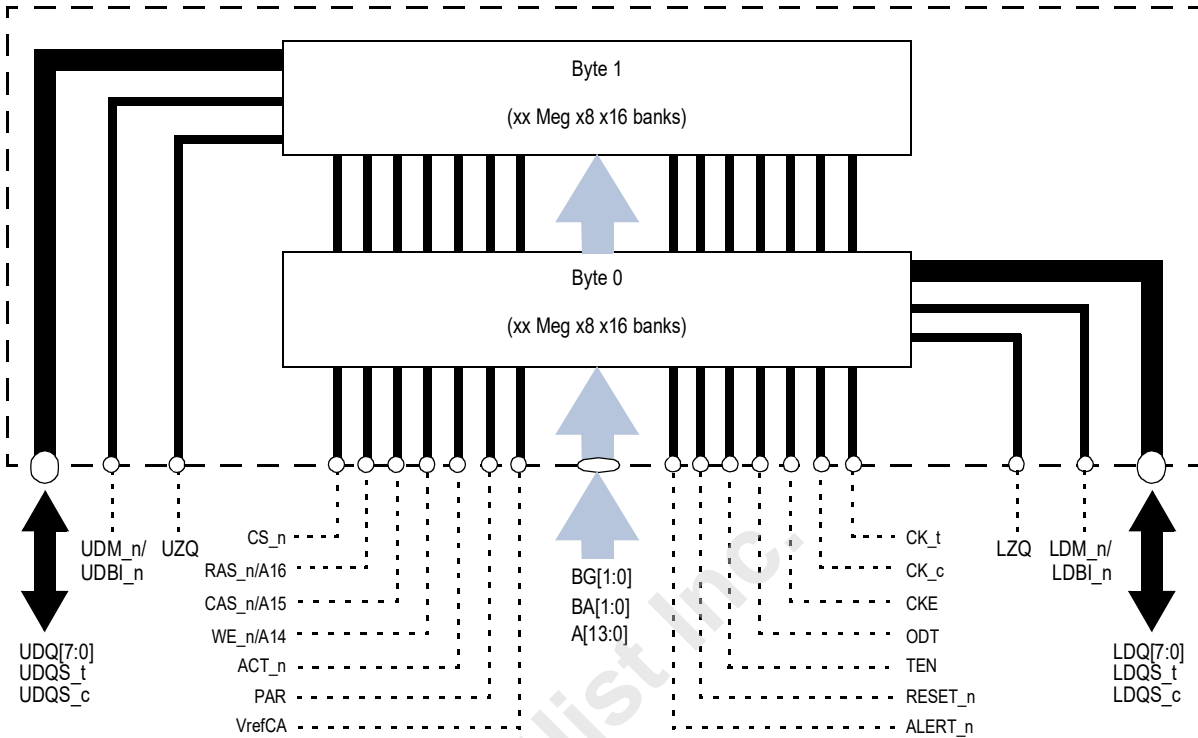 Byte 1
(xx Meg x8 x16 banks)
Byte 0
(xx Meg x8 x16 banks)
UDM_n/
UDBI_n
UZQ
UDQ[7:0]
UDQS_t
UDQS_c
CS_n
RAS_n/A16
CAS_n/A15
WE_n/A14
ACT_n
PAR
VrefCA
BG[1:0]
BA[1:0]
A[13:0]
CK_t
CK_c
CKE
ODT
TEN
RESET_n
ALERT_n
LZQ
LDM_n/
LDBI_n
LDQ[7:0]
LDQS_t
LDQS_c
list Inc.